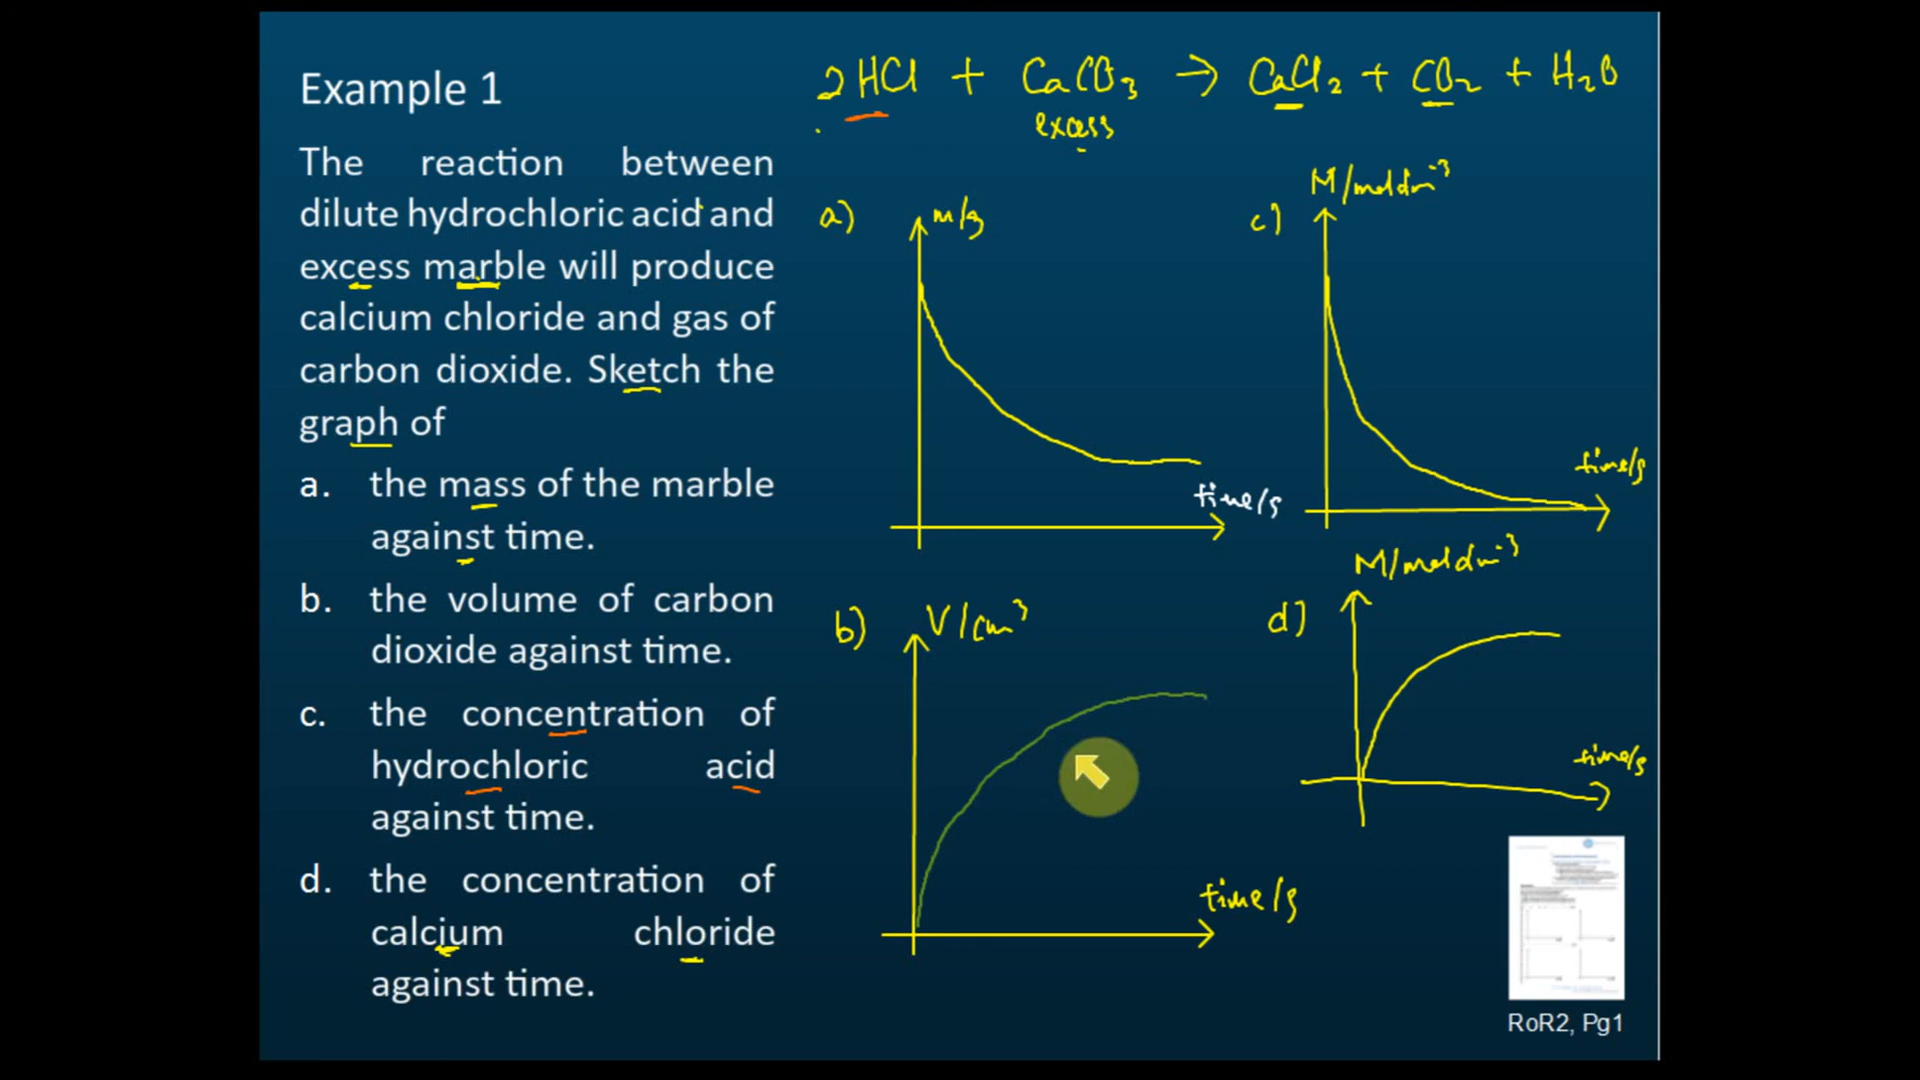 Example 1
The reaction between
dilute hydrochloric acid and
excess marble will produce
calcium chloride and gas of
carbon dioxide. Sketch the
graph of
a. the mass of the marble
against time.
b. the volume of carbon
dioxide against time.
c. the concentration of
hydrochloric acid
against time.
d. the concentration of
calcium chloride
against time.
2HCl + CaCO₃ → CaCl₂ + CO₂ + H₂O
excess
a) m/g
time/s
c) M/moldm⁻³
time/s
b) V/cm³
time/s
d) M/moldm⁻³
time/s
RoR2, Pg1